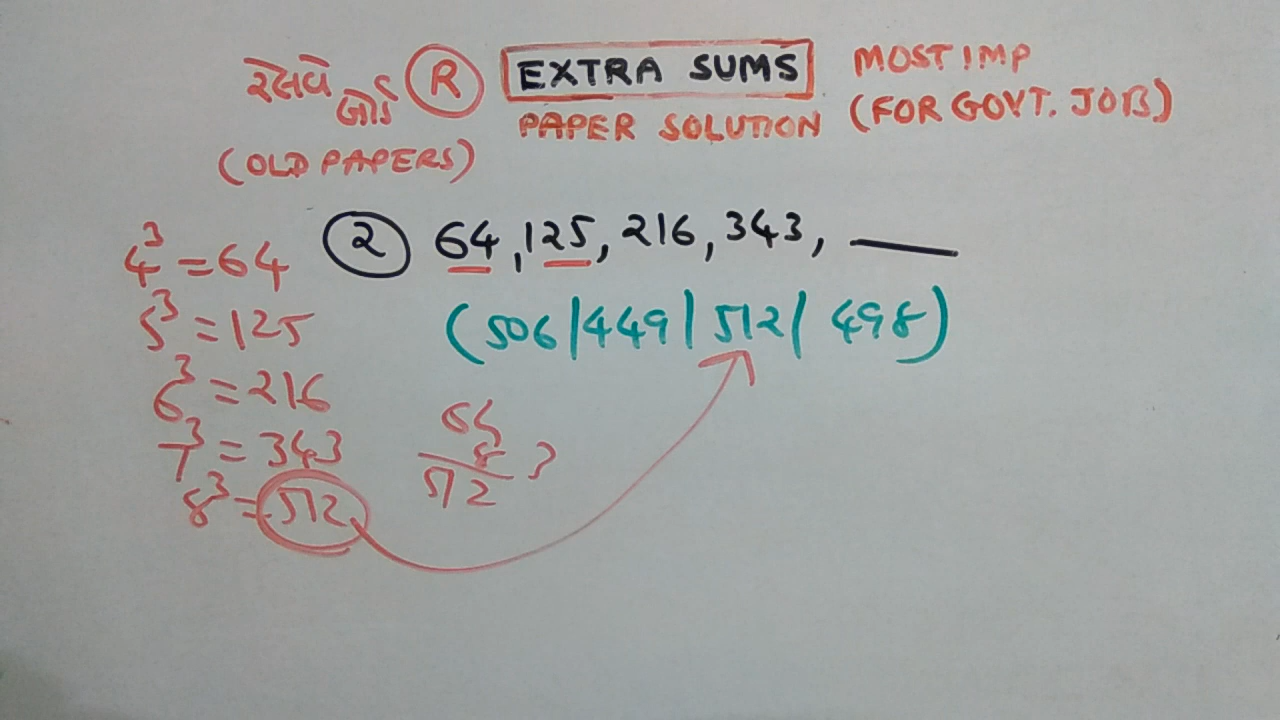 રેલવે બોર્ડ (R) EXTRA SUMS MOST IMP
(OLD PAPERS) PAPER SOLUTION (FOR GOVT. JOB)
② 64, 125, 216, 343, ____
(506/449/512/498)
4³ = 64
5³ = 125
6³ = 216
7³ = 343
8³ = 512
64
8
512